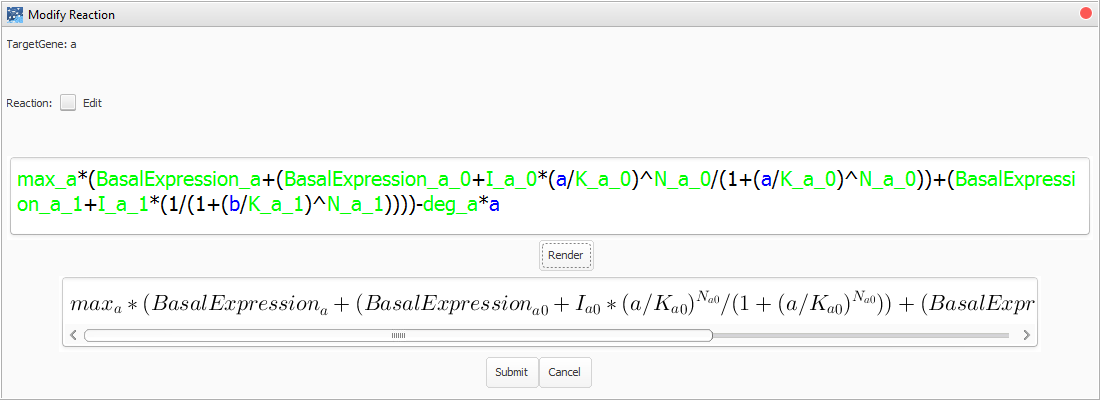 Modify Reaction
TargetGene: a
Reaction: Edit
max_a*(BasalExpression_a+(BasalExpression_a_0+I_a_0*(a/K_a_0)^N_a_0/(1+(a/K_a_0)^N_a_0))+(BasalExpressi
on_a_1+I_a_1*(1/(1+(b/K_a_1)^N_a_1))))-deg_a*a
Render
max_a * (BasalExpression_a + (BasalExpression_{a0} + I_{a0} * (a/K_{a0})^{N_{a0}}/(1 + (a/K_{a0})^{N_{a0}})) + (BasalExpr
Submit Cancel